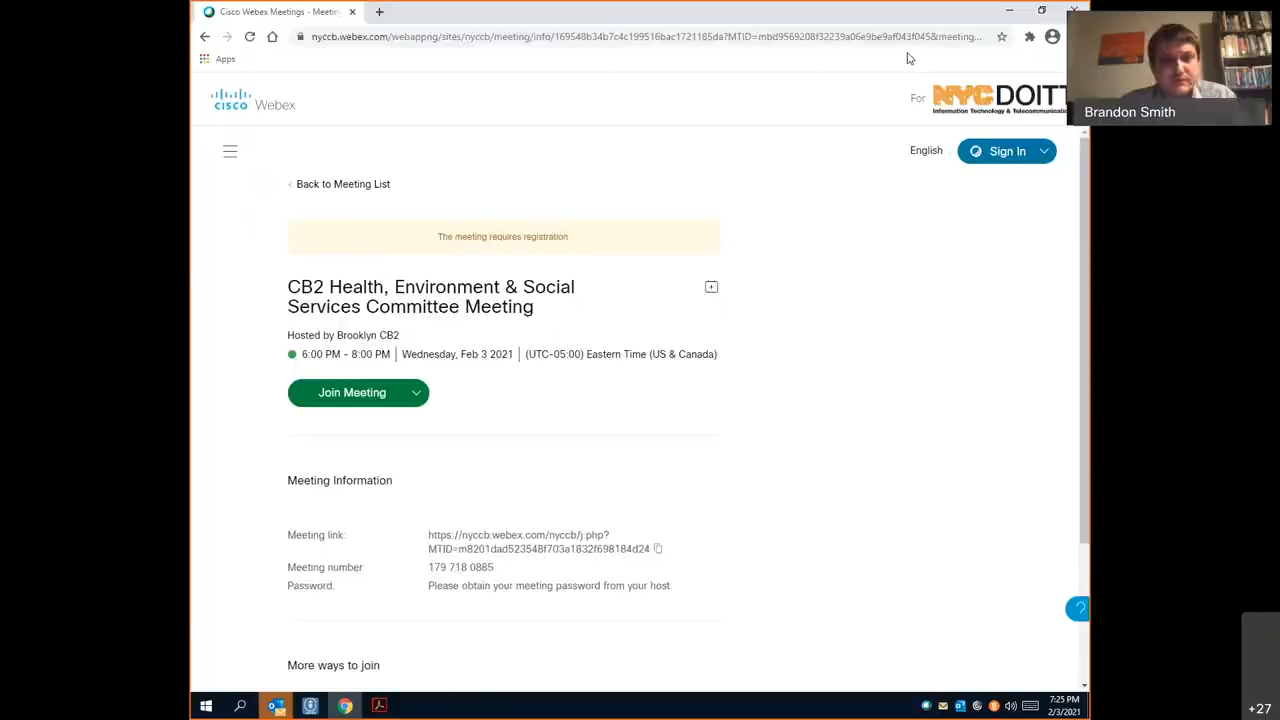 Cisco Webex Meetings - Meetin
nyccb.webex.com/webappng/sites/nyccb/meeting/info/169548b34b7c4c199516bac1721185da?MTID=mbd9569208f32239a06e9be9af043f045&meeting...
Apps
Brandon Smith
CISCO Webex
For NYC DOITT
Information Technology & Telecommunicatio
English
Sign In
Back to Meeting List
The meeting requires registration
CB2 Health, Environment & Social
Services Committee Meeting
Hosted by Brooklyn CB2
6:00 PM - 8:00 PM | Wednesday, Feb 3 2021 | (UTC-05:00) Eastern Time (US & Canada)
Join Meeting
Meeting Information
Meeting link: https://nyccb.webex.com/nyccb/j.php?
MTID=m8201dad523548f703a1832f698184d24
Meeting number 179 718 0885
Password. Please obtain your meeting password from your host.
?
More ways to join
7:25 PM
2/3/2021
+27